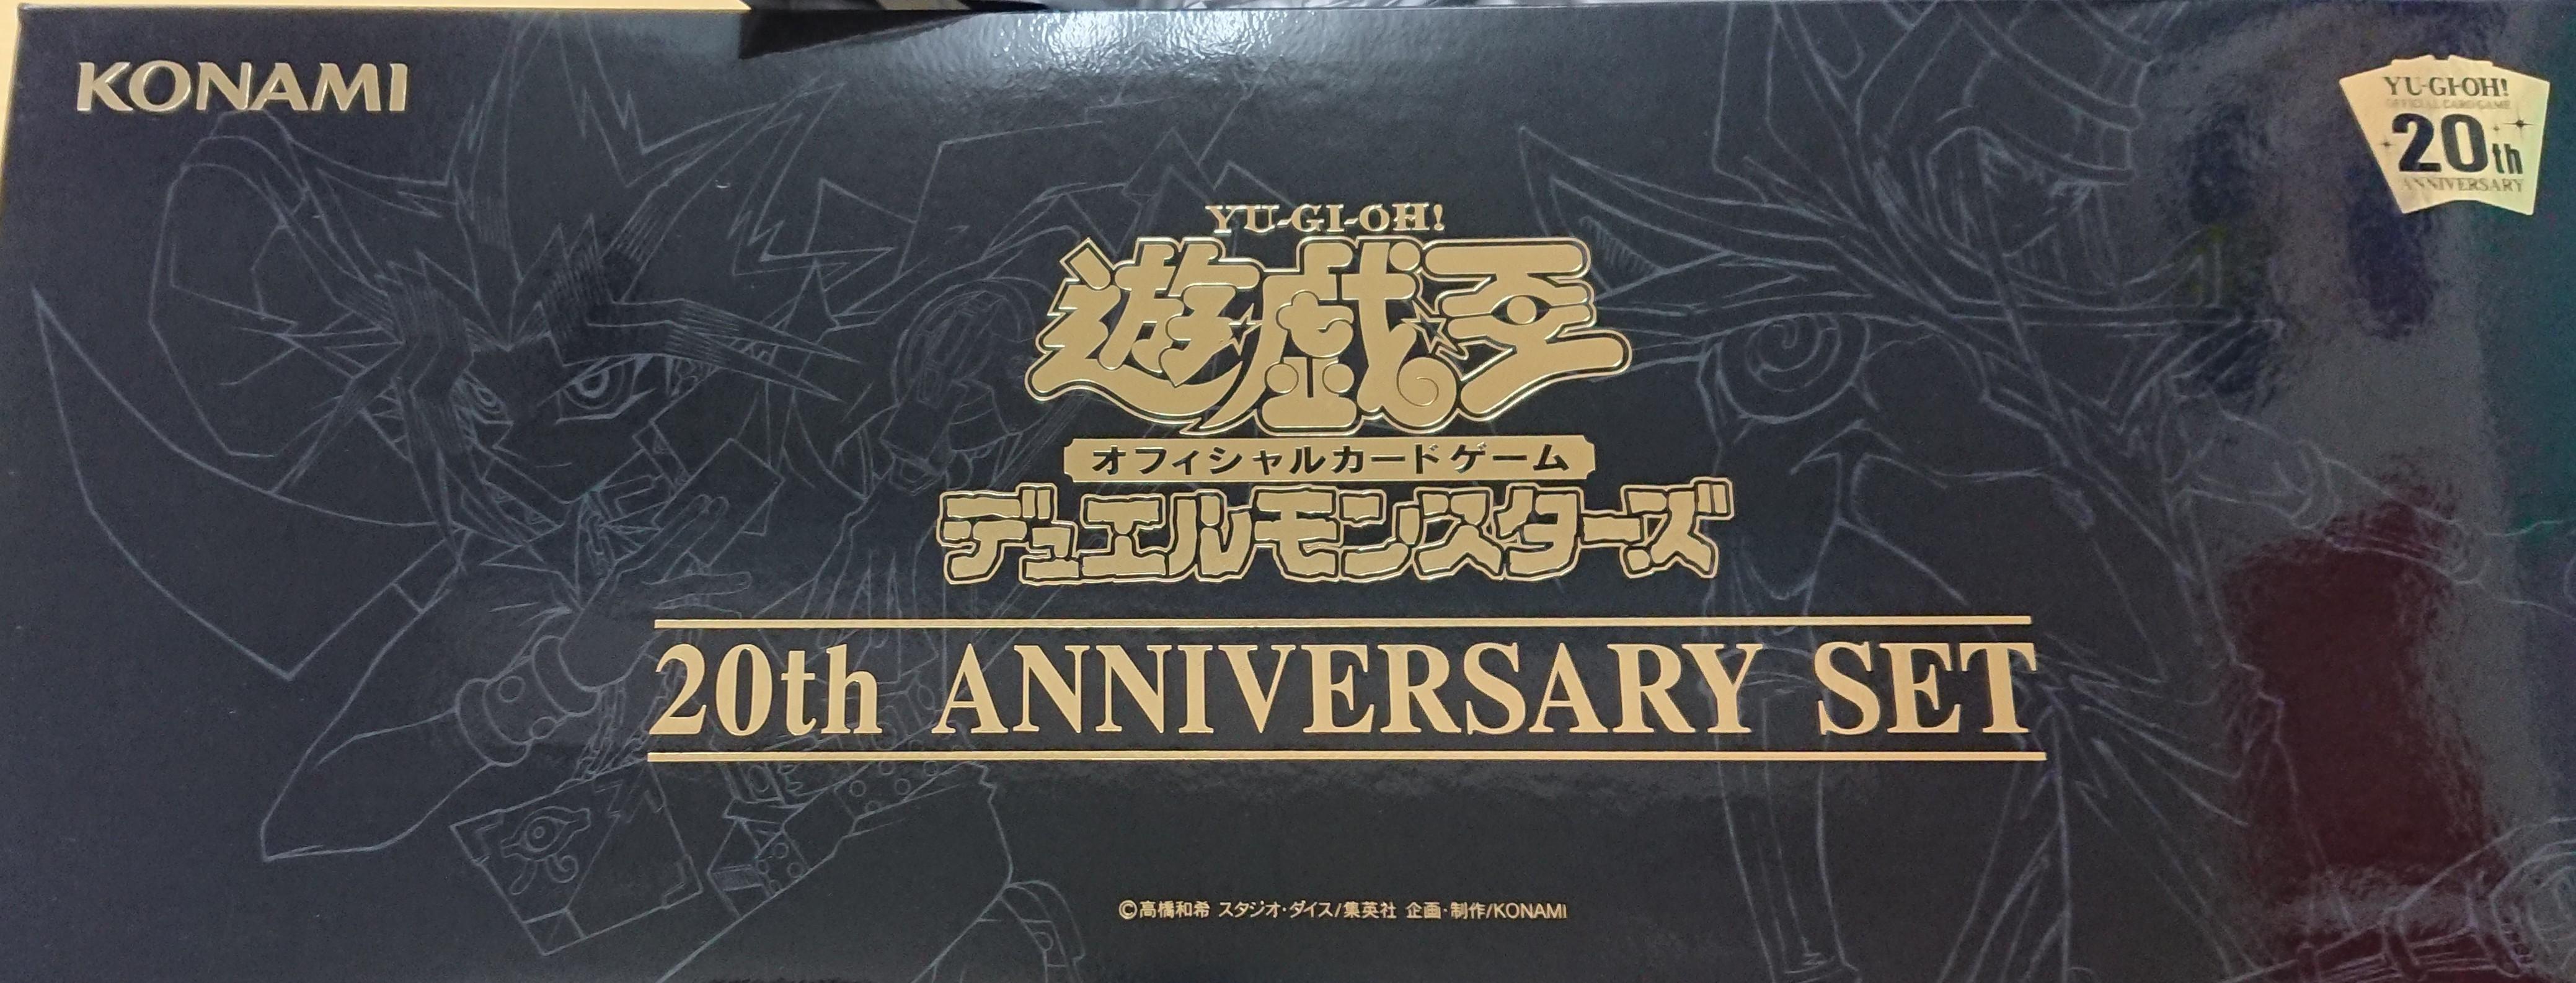 KONAMI
YU-GI-OH!
OFFICIAL CARD GAME
20th
ANNIVERSARY
YU-GI-OH!
遊戯王
オフィシャルカードゲーム
デュエルモンスターズ
20th ANNIVERSARY SET
©高橋和希 スタジオ・ダイス/集英社 企画・制作/KONAMI